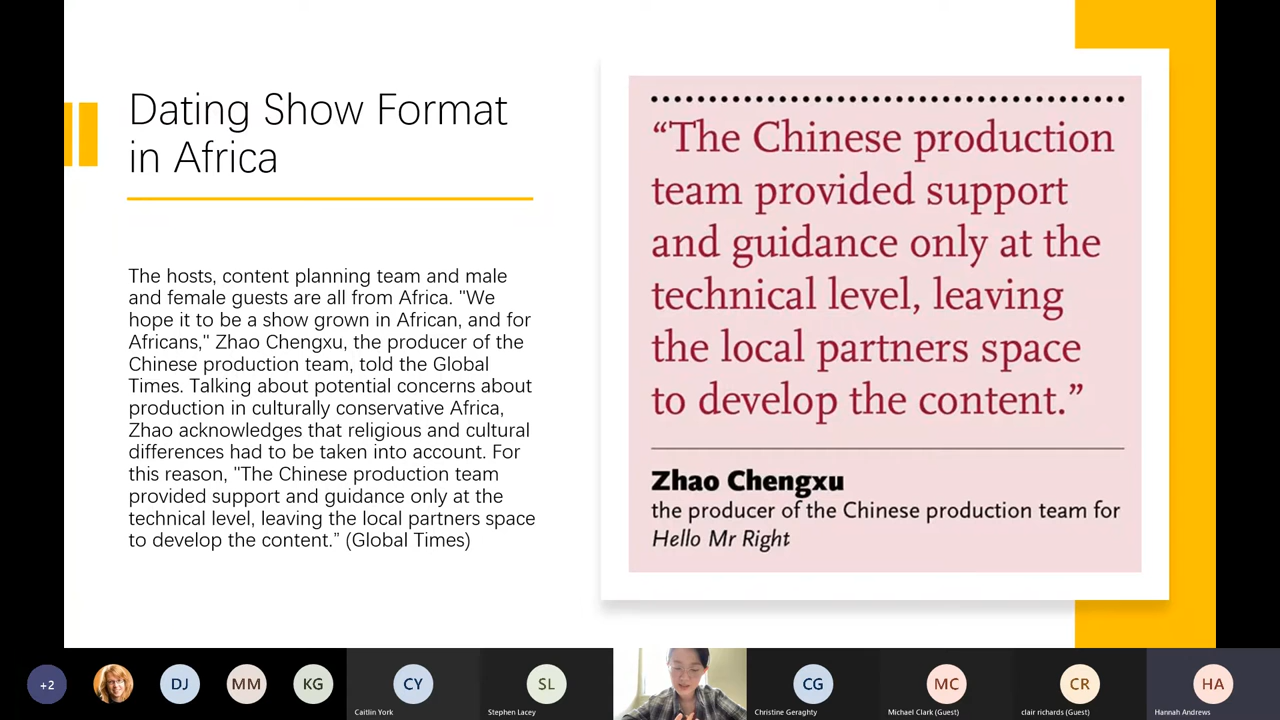 Dating Show Format
in Africa
The hosts, content planning team and male
and female guests are all from Africa. "We
hope it to be a show grown in African, and for
Africans," Zhao Chengxu, the producer of the
Chinese production team, told the Global
Times. Talking about potential concerns about
production in culturally conservative Africa,
Zhao acknowledges that religious and cultural
differences had to be taken into account. For
this reason, "The Chinese production team
provided support and guidance only at the
technical level, leaving the local partners space
to develop the content.” (Global Times)
“The Chinese production
team provided support
and guidance only at the
technical level, leaving
the local partners space
to develop the content.”
Zhao Chengxu
the producer of the Chinese production team for
Hello Mr Right
+2
DJ
MM
KG
CY
Caitlin York
SL
Stephen Lacey
CG
Christine Geraghty
MC
Michael Clark (Guest)
CR
clair richards (Guest)
HA
Hannah Andrews